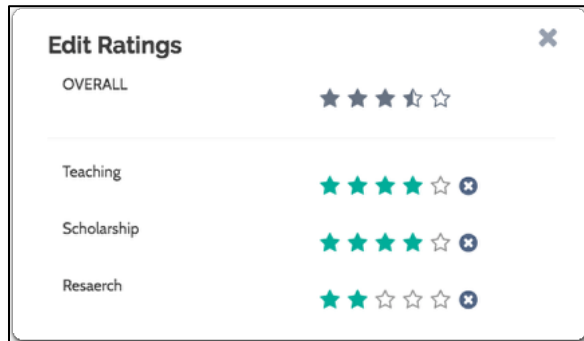 Edit Ratings
OVERALL
Teaching
Scholarship
Resaerch